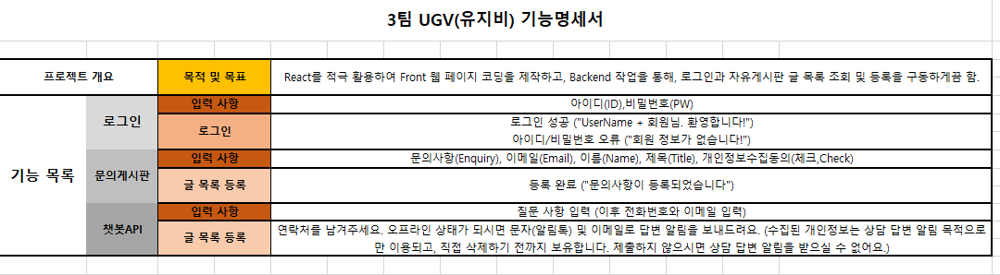 3팀 UGV(유지비) 기능명세서
프로젝트 개요
목적 및 목표
React를 적극 활용하여 Front 웹 페이지 코딩을 제작하고, Backend 작업을 통해, 로그인과 자유게시판 글 목록 조회 및 등록을 구동하게끔 함.
기능 목록
로그인
입력 사항
아이디(ID),비밀번호(PW)
로그인
로그인 성공 ("UserName + 회원님. 환영합니다!")
아이디/비밀번호 오류 ("회원 정보가 없습니다!")
문의게시판
입력 사항
문의사항(Enquiry), 이메일(Email), 이름(Name), 제목(Title), 개인정보수집동의(체크,Check)
글 목록 등록
등록 완료 ("문의사항이 등록되었습니다")
챗봇API
입력 사항
질문 사항 입력 (이후 전화번호와 이메일 입력)
글 목록 등록
연락처를 남겨주세요. 오프라인 상태가 되시면 문자(알림톡) 및 이메일로 답변 알림을 보내드려요. (수집된 개인정보는 상담 답변 알림 목적으로
만 이용되고, 직접 삭제하기 전까지 보유합니다. 제출하지 않으시면 상담 답변 알림을 받으실 수 없어요.)